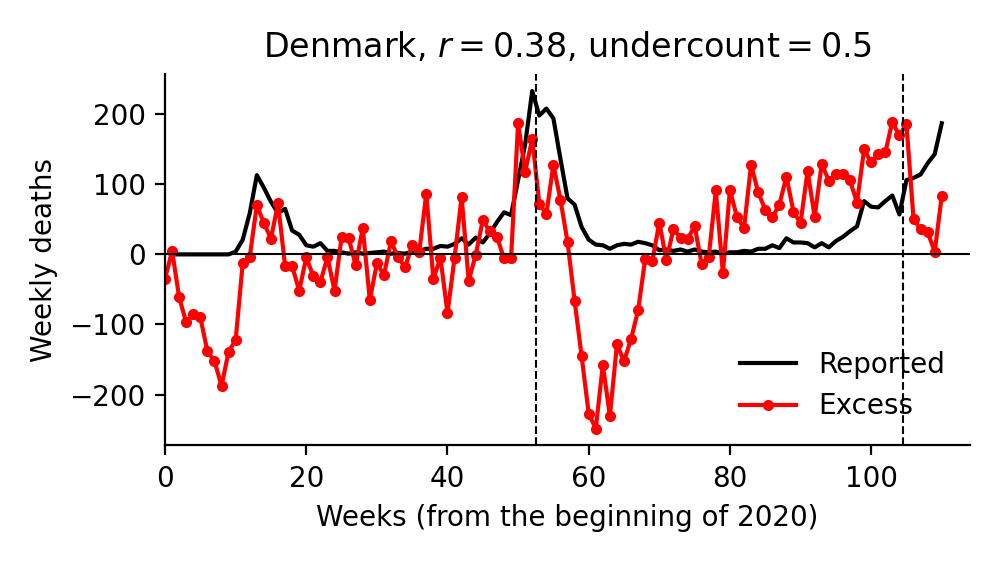 Denmark, r = 0.38, undercount = 0.5
Weekly deaths
200
100
0
−100
−200
Reported
Excess
0 20 40 60 80 100
Weeks (from the beginning of 2020)